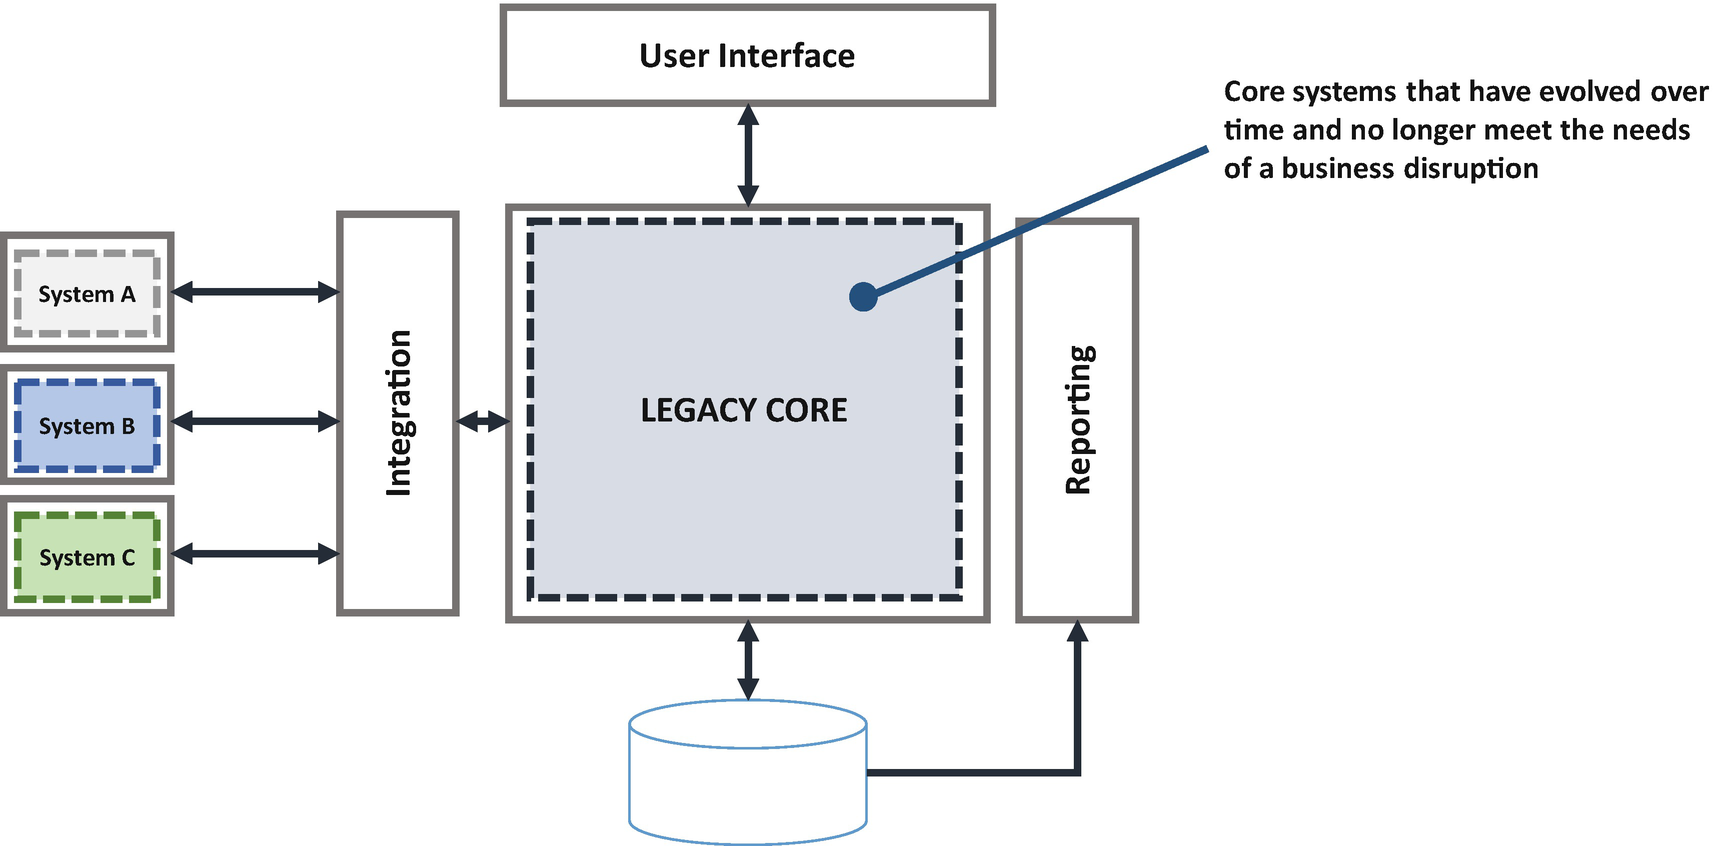 User Interface
Core systems that have evolved over
time and no longer meet the needs
of a business disruption
System A
System B
System C
Integration
LEGACY CORE
Reporting